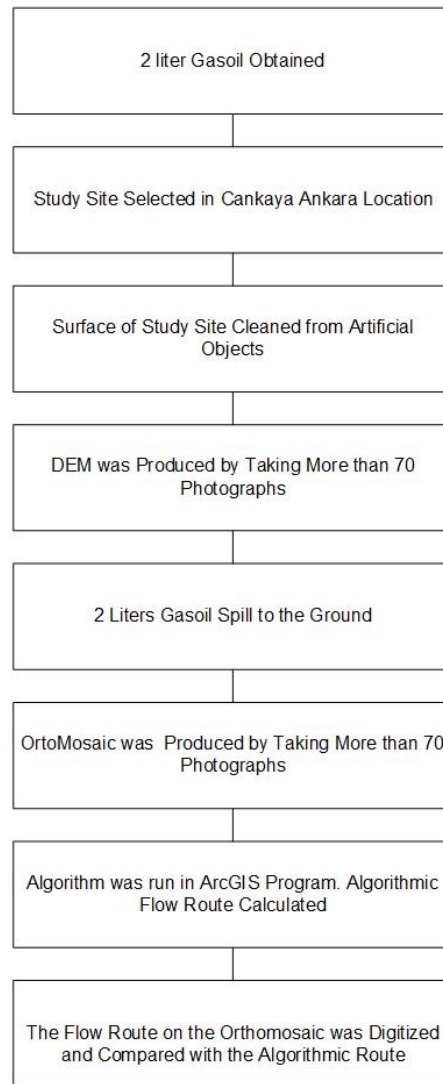 2 liter Gasoil Obtained
Study Site Selected in Cankaya Ankara Location
Surface of Study Site Cleaned from Artificial
Objects
DEM was Produced by Taking More than 70
Photographs
2 Liters Gasoil Spill to the Ground
OrtoMosaic was Produced by Taking More than 70
Photographs
Algorithm was run in ArcGIS Program. Algorithmic
Flow Route Calculated
The Flow Route on the Orthomosaic was Digitized
and Compared with the Algorithmic Route